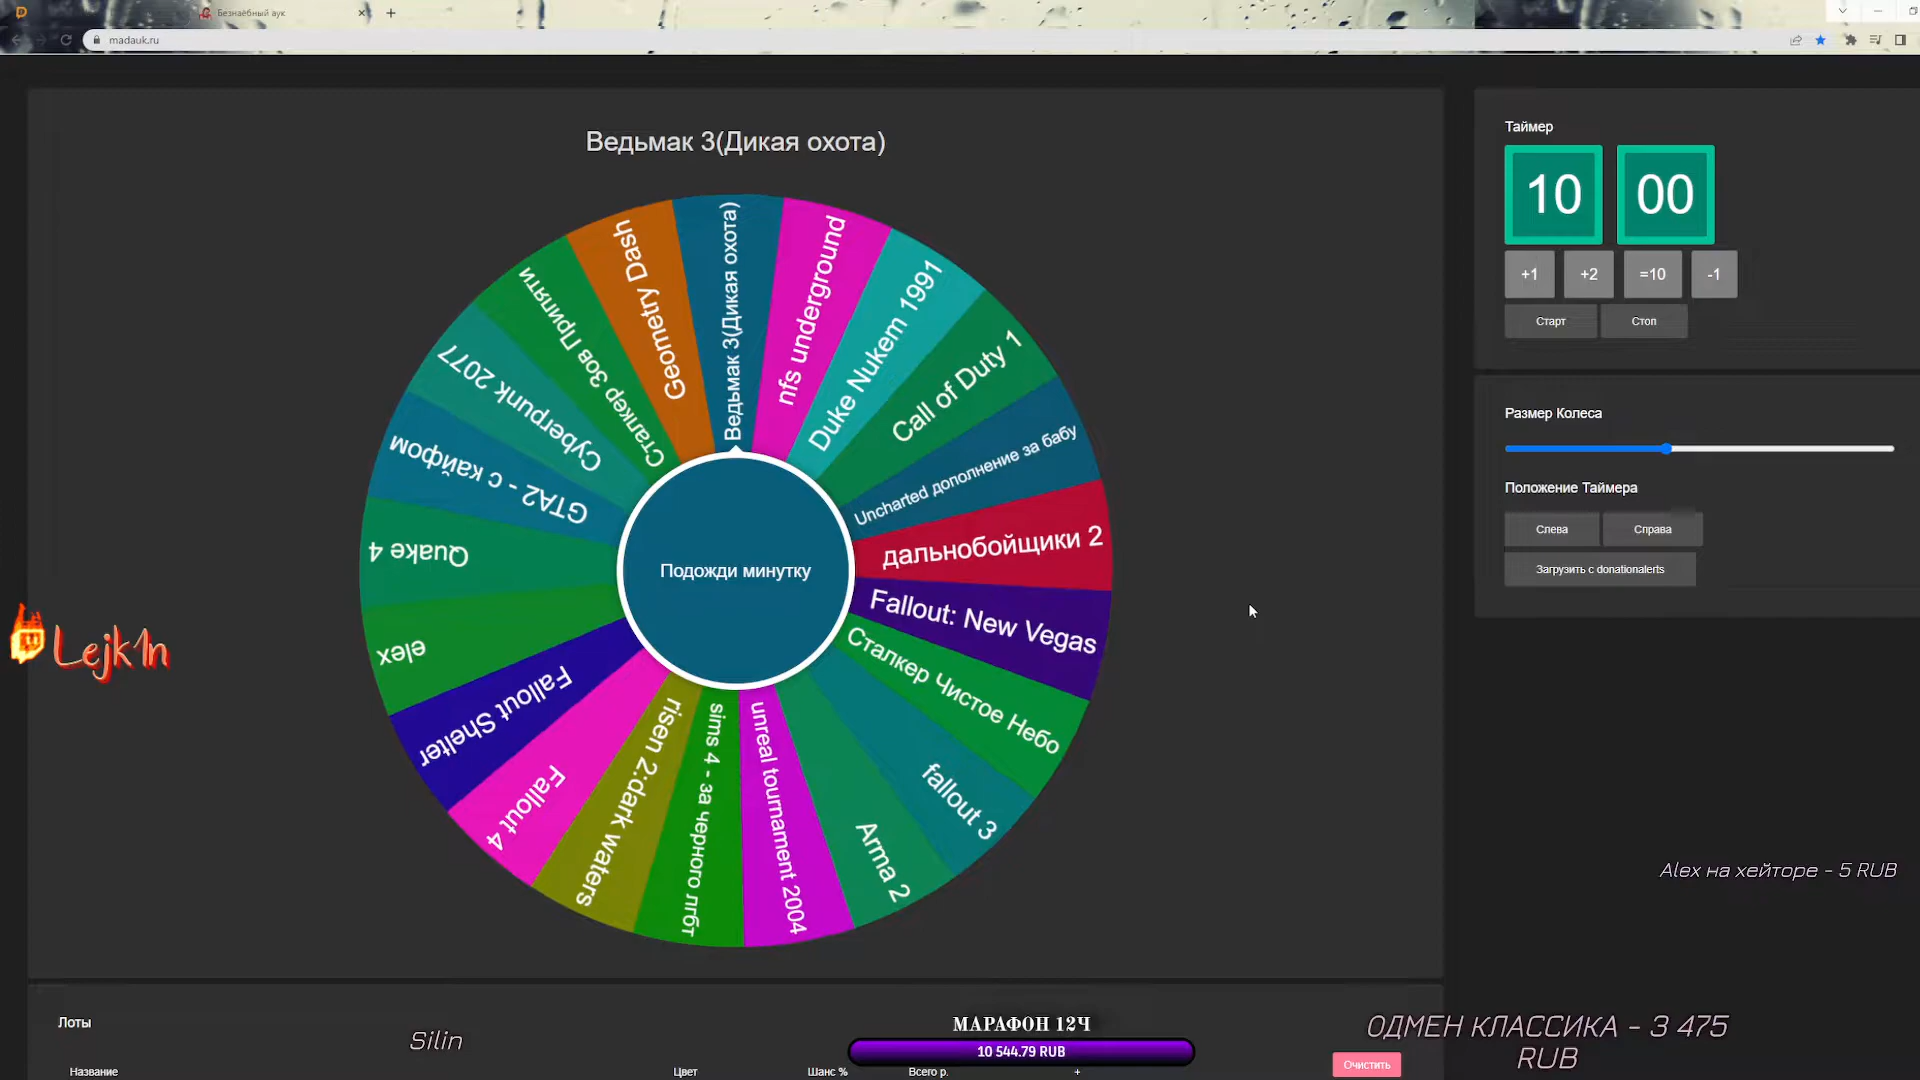 Безнаёбный аук
madauk.ru
Ведьмак 3(Дикая охота)
Ведьмак 3(Дикая охота)
nfs underground
Duke Nukem 1991
Call of Duty 1
Uncharted дополнение за бабу
дальнобойщики 2
Fallout: New Vegas
Сталкер Чистое Небо
fallout 3
Arma 2
unreal tournament 2004
sims 4 - за черного лгбт
risen 2:dark waters
Fallout 4
Fallout Shelter
elex
Quake 4
GTA2 - с кайфом
Cyberpunk 2077
Сталкер Зов Припяти
Geometry Dash
Подожди минутку
Таймер
10 00
+1 +2 =10 -1
Старт Стоп
Размер Колеса
Положение Таймера
Слева Справа
Загрузить с donationalerts
Lejk1n
Alex на хейторе - 5 RUB
Лоты
Silin
МАРАФОН 12Ч
10 544.79 RUB
ОДМЕН КЛАССИКА - 3 475
RUB
Название Цвет Шанс % Всего р. +
Очистить